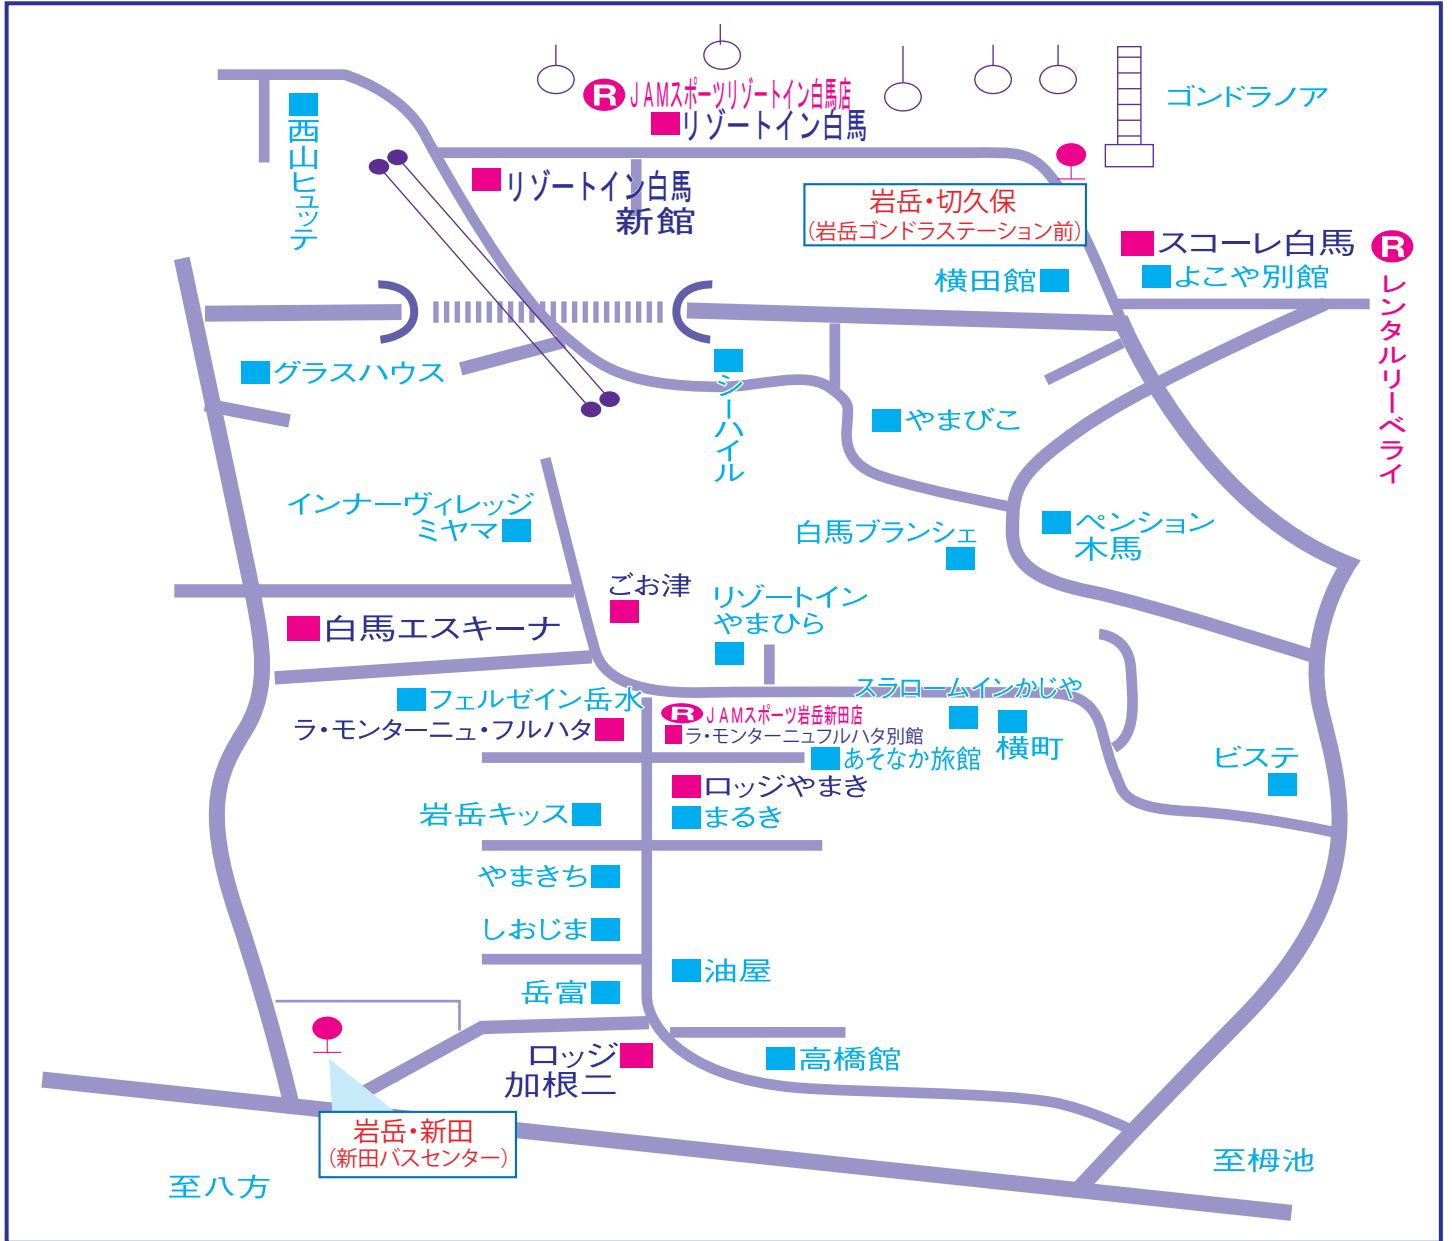 R JAMスポーツリゾートイン白馬店
リゾートイン白馬
ゴンドラノア
西山ヒュッテ
リゾートイン白馬
新館
岩岳・切久保
（岩岳ゴンドラステーション前）
スコーレ白馬
R
レンタルリーベライ
よこや別館
横田館
グラスハウス
シーハイル
やまびこ
インナーヴィレッジ
ミヤマ
白馬ブランシェ
ペンション
木馬
ごお津
リゾートイン
やまひら
白馬エスキーナ
フェルゼイン岳水
スラロームインかじや
ラ・モンターニュ・フルハタ
R JAMスポーツ岩岳新田店
ラ・モンターニュフルハタ別館
横町
あそなか旅館
ビステ
ロッジやまき
岩岳キッス
まるき
やまきち
しおじま
油屋
岳富
ロッジ
加根二
高橋館
岩岳・新田
（新田バスセンター）
至八方
至栂池